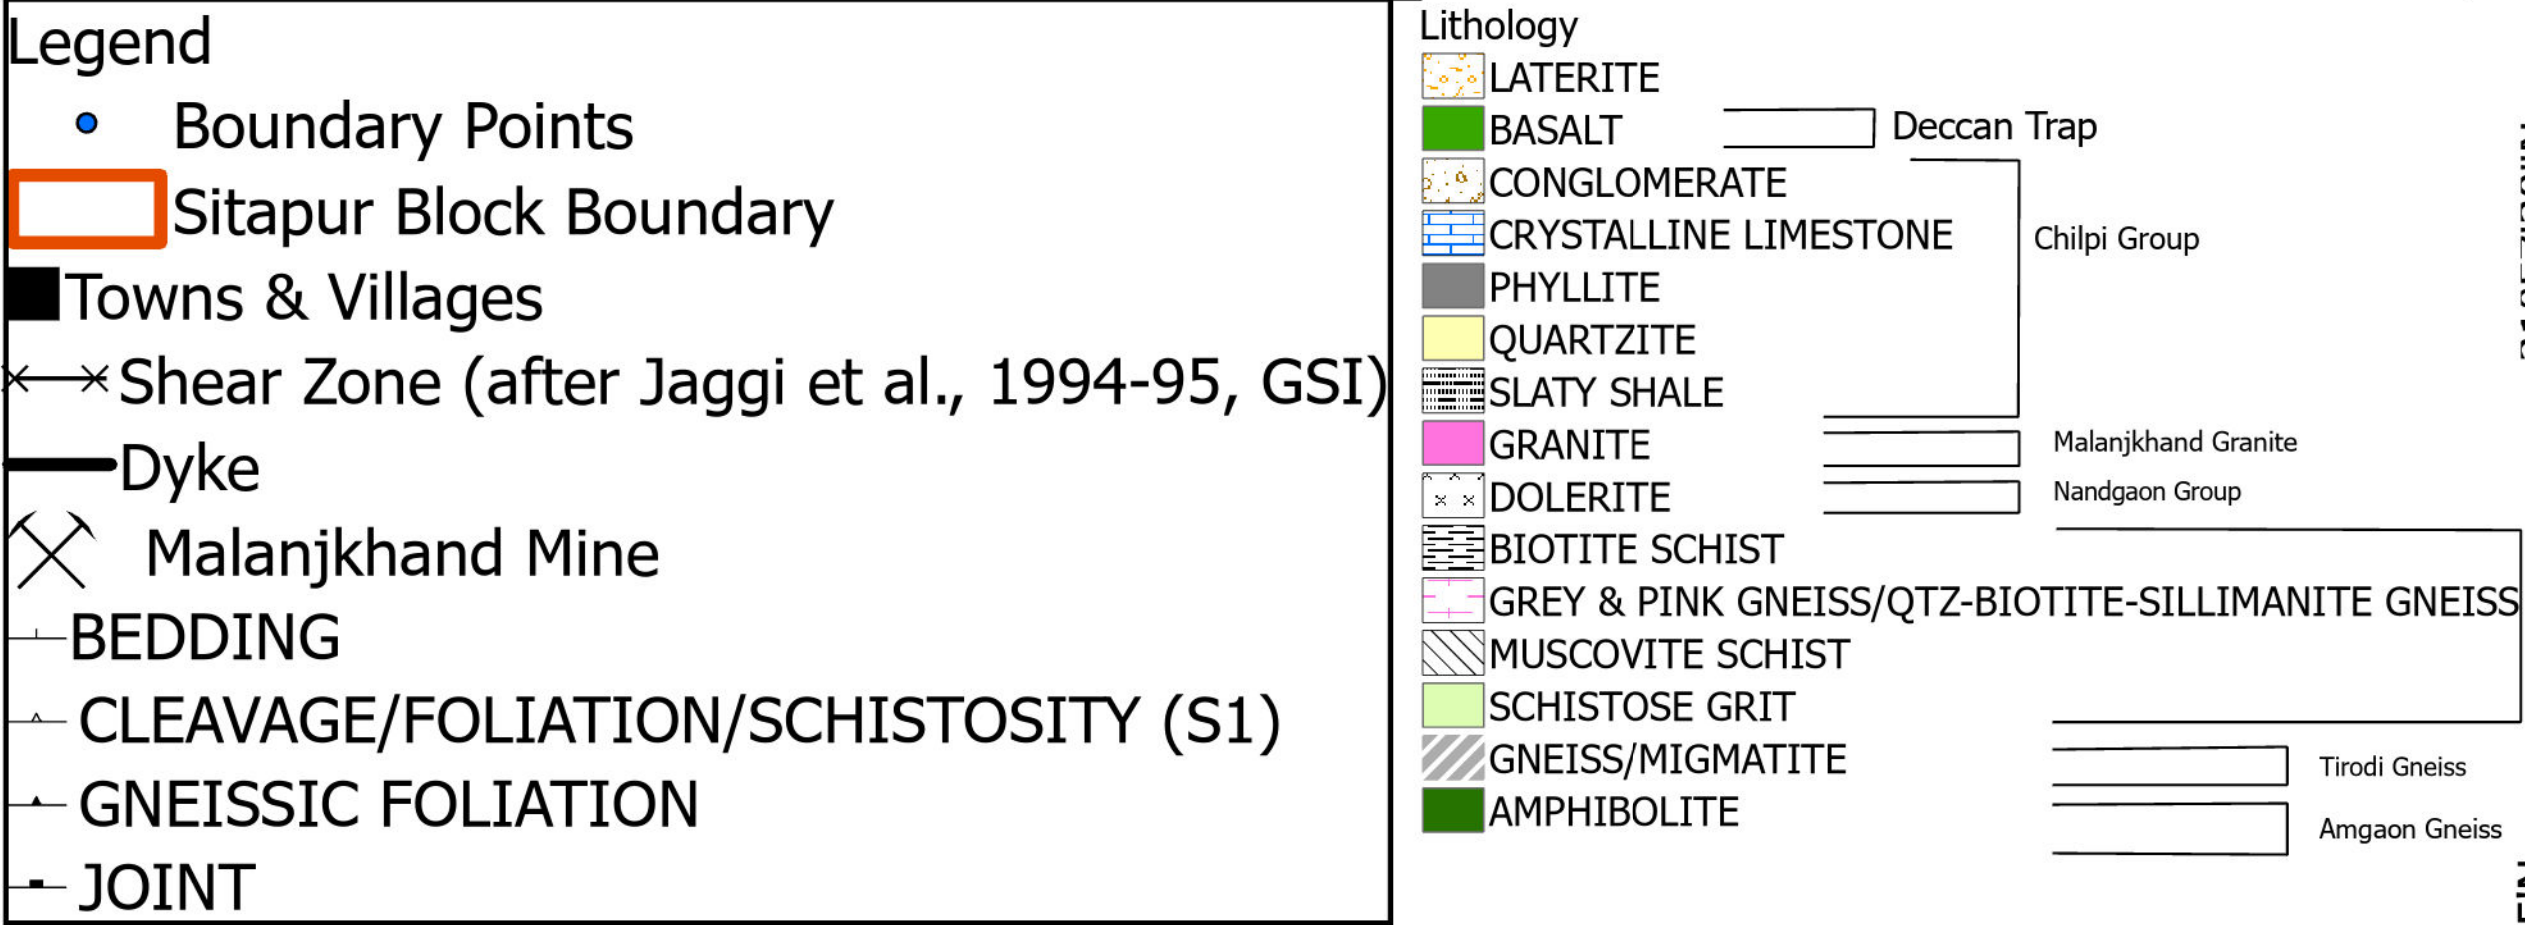 Legend
Boundary Points
Sitapur Block Boundary
Towns & Villages
Shear Zone (after Jaggi et al., 1994-95, GSI)
Dyke
Malanjkhand Mine
BEDDING
CLEAVAGE/FOLIATION/SCHISTOSITY (S1)
GNEISSIC FOLIATION
JOINT
Lithology
LATERITE
BASALT
Deccan Trap
CONGLOMERATE
CRYSTALLINE LIMESTONE
Chilpi Group
PHYLLITE
QUARTZITE
SLATY SHALE
GRANITE
Malanjkhand Granite
DOLERITE
Nandgaon Group
BIOTITE SCHIST
GREY & PINK GNEISS/QTZ-BIOTITE-SILLIMANITE GNEISS
MUSCOVITE SCHIST
SCHISTOSE GRIT
GNEISS/MIGMATITE
Tirodi Gneiss
AMPHIBOLITE
Amgaon Gneiss